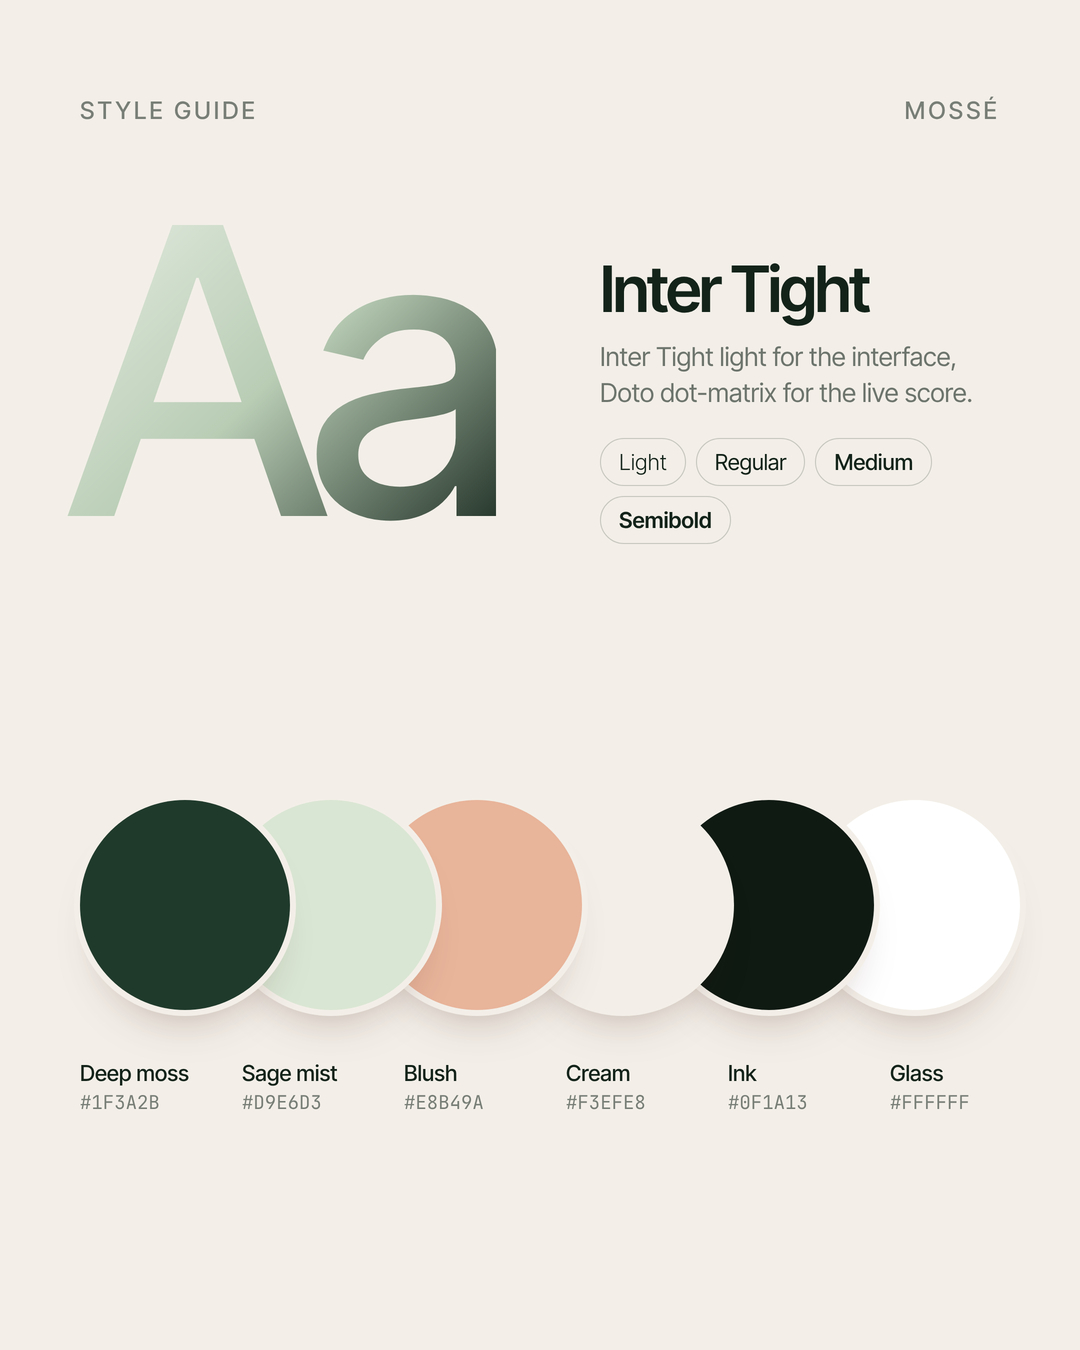 STYLE GUIDE
MOSSÉ
Aa
Inter Tight
Inter Tight light for the interface,
Doto dot-matrix for the live score.
Light
Regular
Medium
Semibold
Deep moss
#1F3A2B
Sage mist
#D9E6D3
Blush
#E8B49A
Cream
#F3EFE8
Ink
#0F1A13
Glass
#FFFFFF